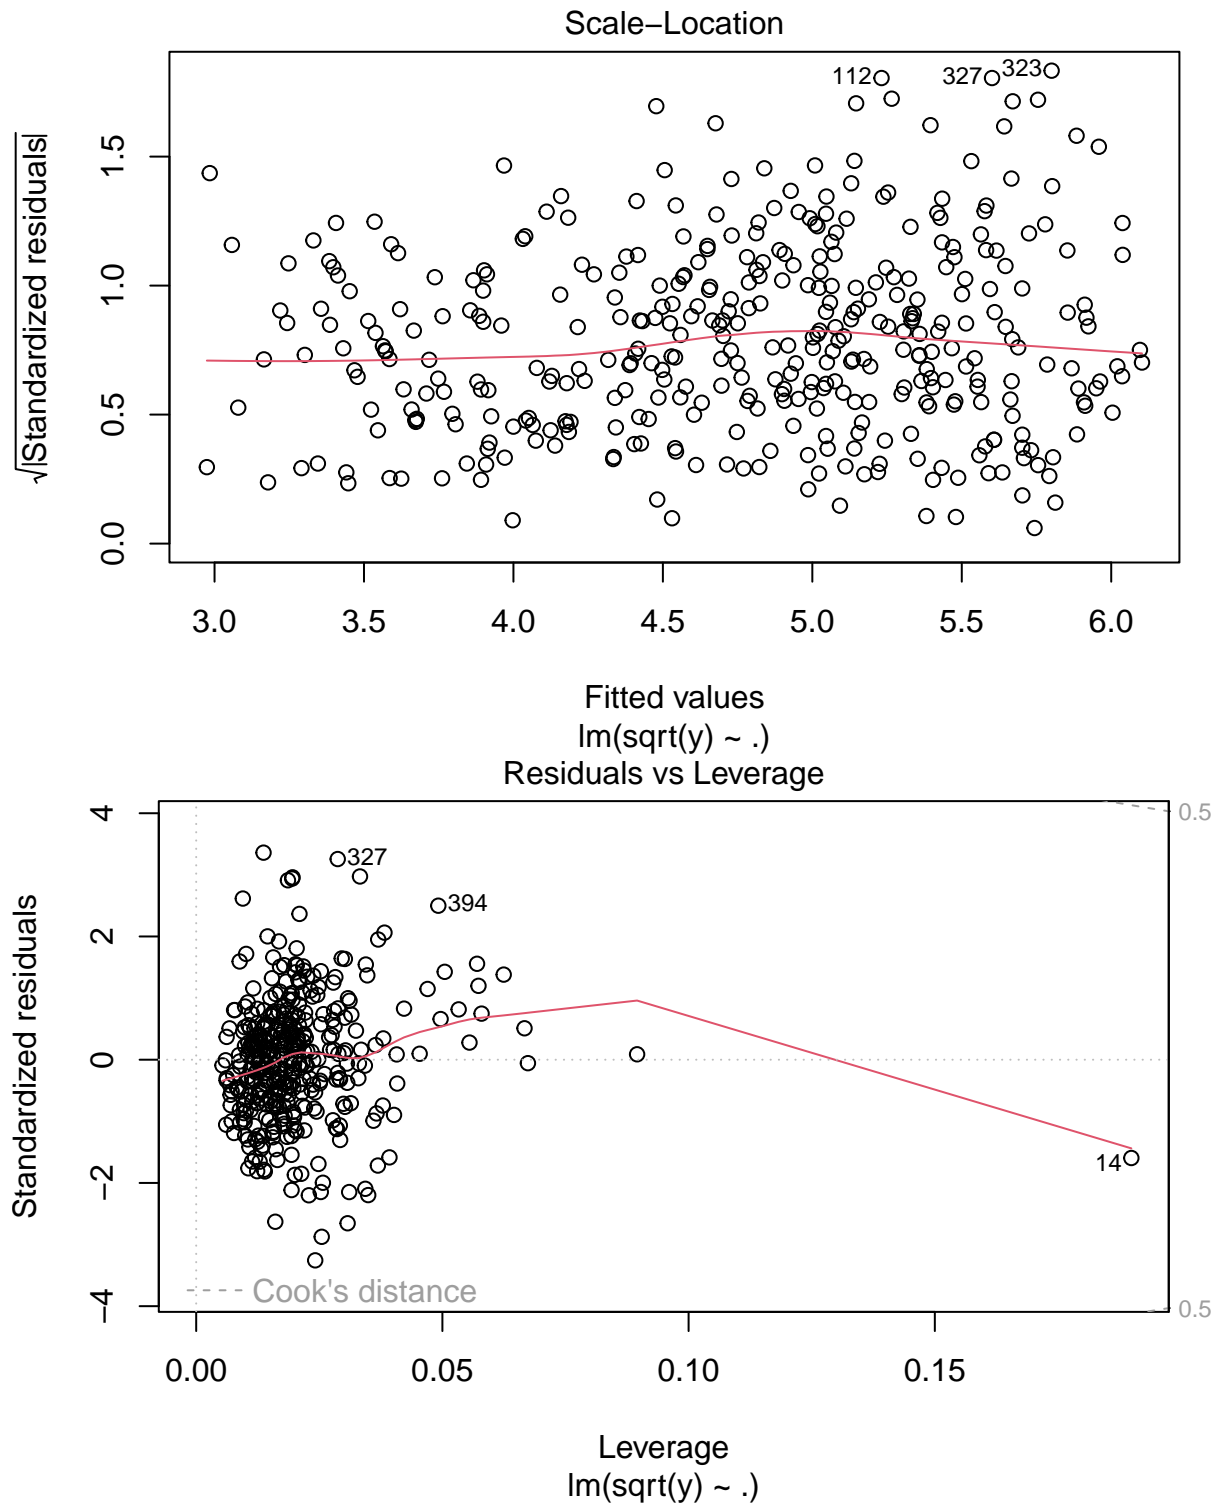 Scale−Location
√|Standardized residuals|
0.0 0.5 1.0 1.5
112 327 323
3.0 3.5 4.0 4.5 5.0 5.5 6.0
Fitted values
lm(sqrt(y) ~ .)
Residuals vs Leverage
Standardized residuals
−4 −2 0 2 4
0.5
327
394
14
Cook's distance
0.5
0.00 0.05 0.10 0.15
Leverage
lm(sqrt(y) ~ .)